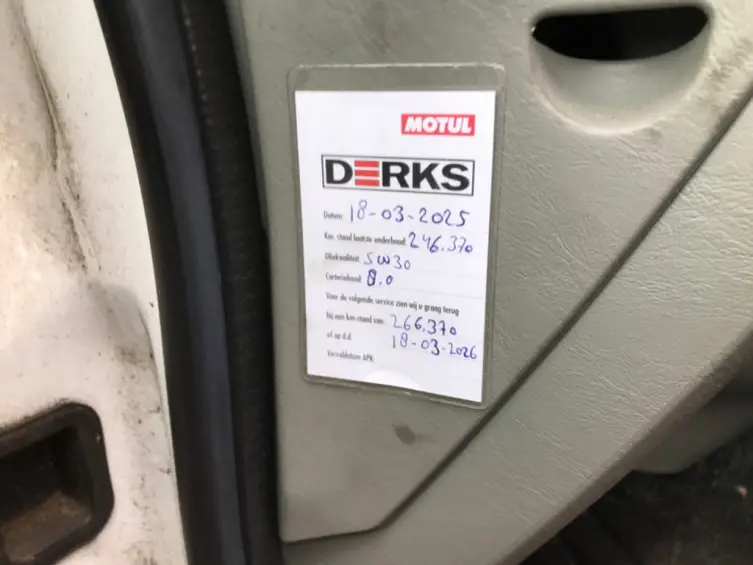 MOTUL
DERKS
Datum: 18-03-2025
Km. stand laatste onderhoud: 246.370
Oliekwaliteit: 5W30
Carterinhoud: 8.0
Voor de volgende service zien wij u graag terug
bij een km-stand van: 266.370
of op d.d. 18-03-2026
Vervaldatum APK: